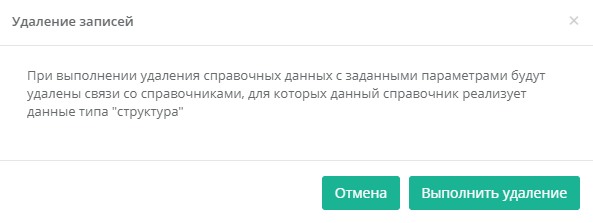 Удаление записей
×
При выполнении удаления справочных данных с заданными параметрами будут
удалены связи со справочниками, для которых данный справочник реализует
данные типа "структура"
Отмена
Выполнить удаление